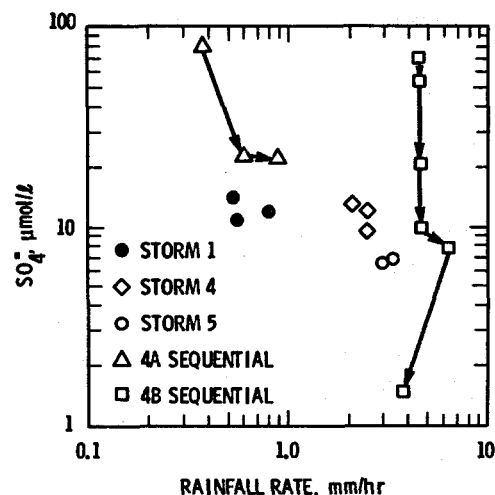 100
10
1
SO₄⁼, µmol/ℓ
● STORM 1
◇ STORM 4
○ STORM 5
△ 4A SEQUENTIAL
□ 4B SEQUENTIAL
0.1 1.0 10
RAINFALL RATE, mm/hr